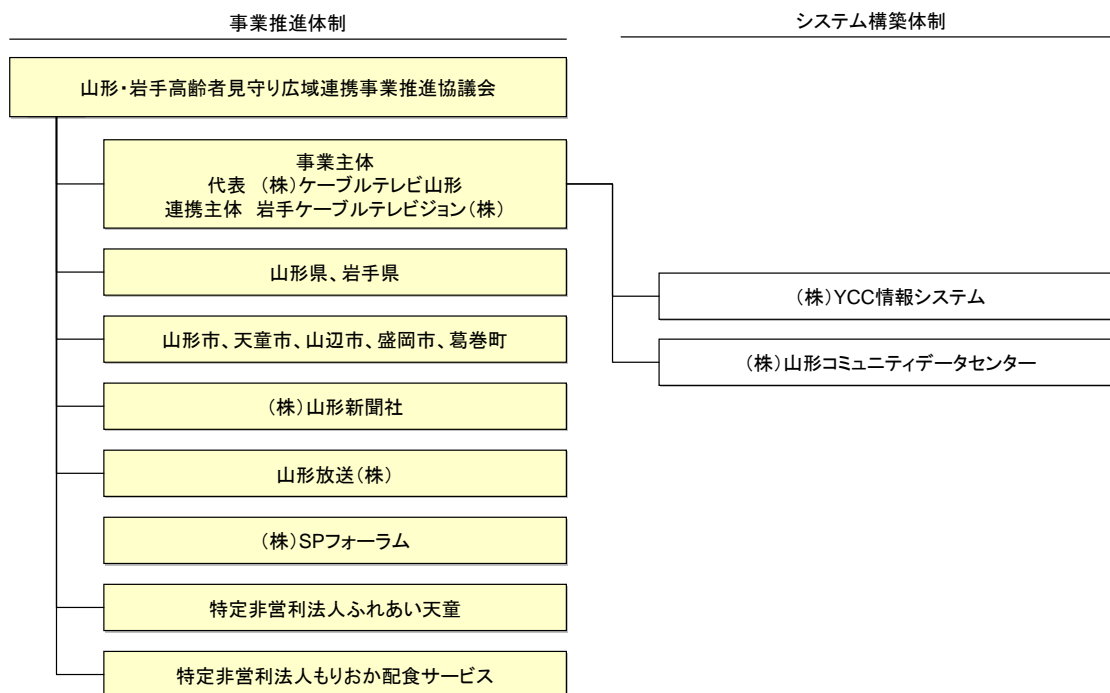 事業推進体制
システム構築体制
山形・岩手高齢者見守り広域連携事業推進協議会
事業主体
代表　(株)ケーブルテレビ山形
連携主体　岩手ケーブルテレビジョン(株)
山形県、岩手県
山形市、天童市、山辺市、盛岡市、葛巻町
(株)山形新聞社
山形放送(株)
(株)SPフォーラム
特定非営利法人ふれあい天童
特定非営利法人もりおか配食サービス
(株)YCC情報システム
(株)山形コミュニティデータセンター